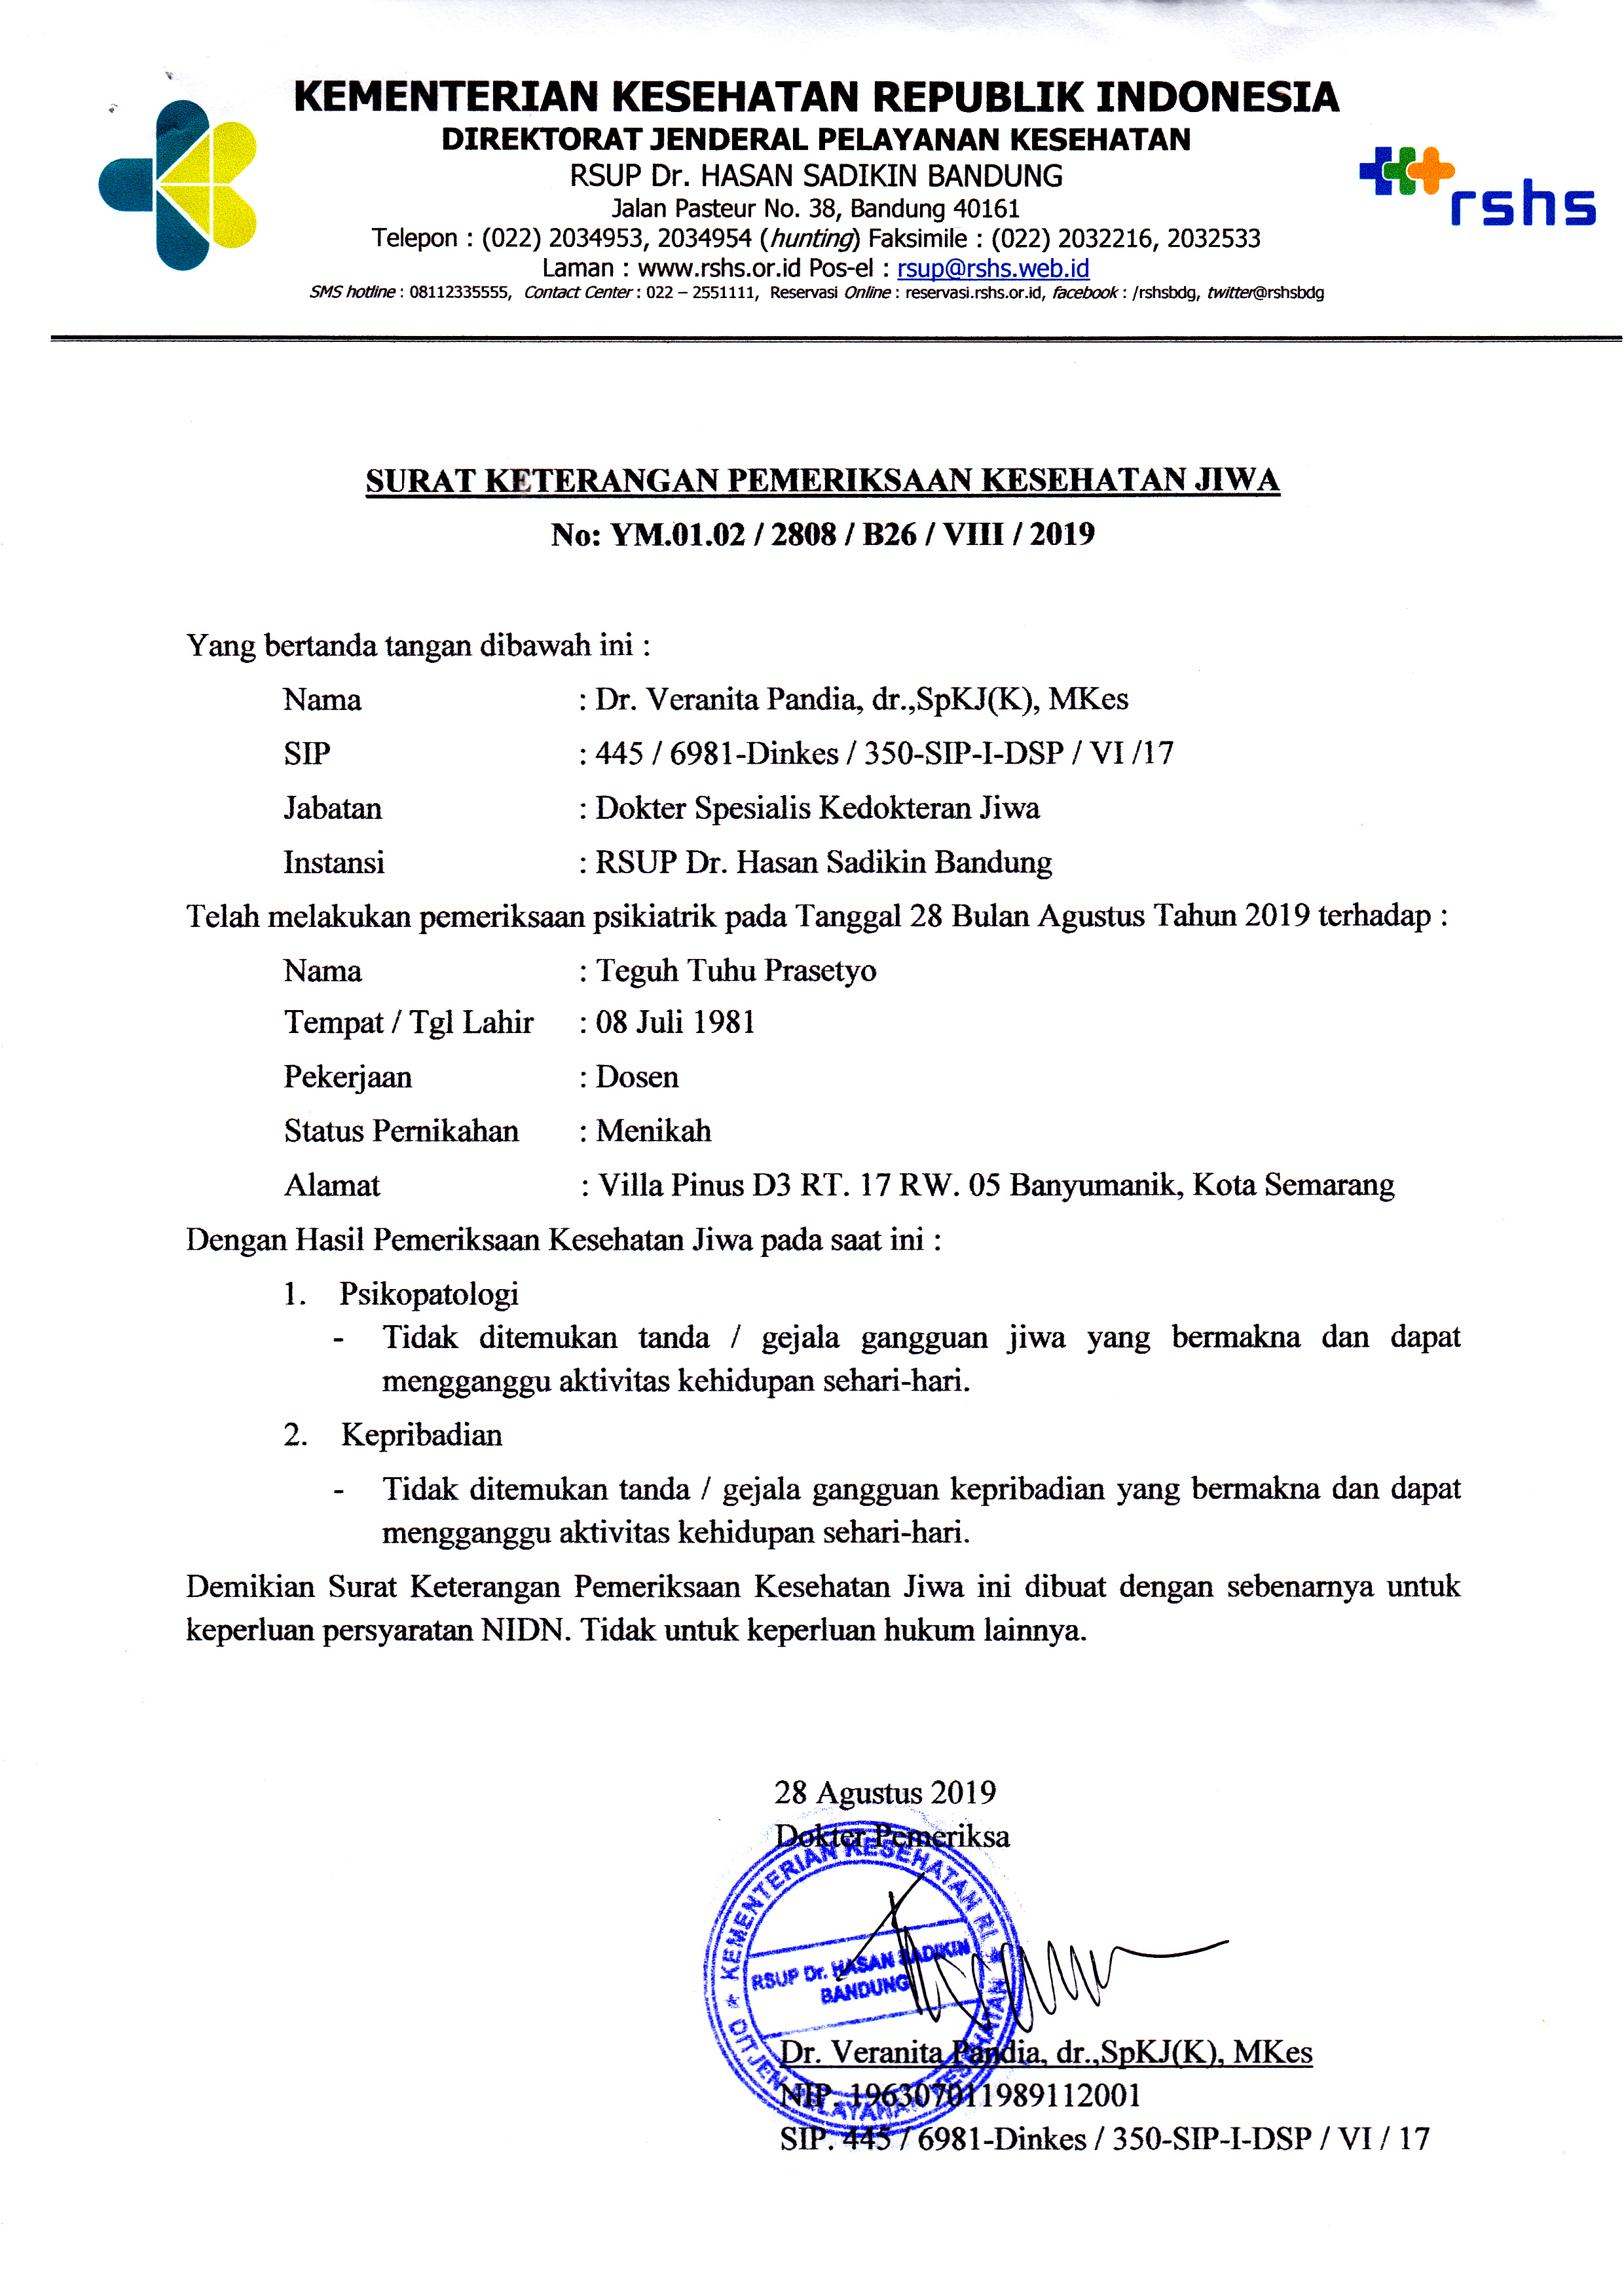 KEMENTERIAN KESEHATAN REPUBLIK INDONESIA
DIREKTORAT JENDERAL PELAYANAN KESEHATAN
RSUP Dr. HASAN SADIKIN BANDUNG
Jalan Pasteur No. 38, Bandung 40161
Telepon : (022) 2034953, 2034954 (hunting) Faksimile : (022) 2032216, 2032533
Laman : www.rshs.or.id Pos-el : rsup@rshs.web.id
SMS hotline : 08112335555, Contact Center : 022 – 2551111, Reservasi Online : reservasi.rshs.or.id, facebook : /rshsbdg, twitter@rshsbdg
rshs
SURAT KETERANGAN PEMERIKSAAN KESEHATAN JIWA
No: YM.01.02 / 2808 / B26 / VIII / 2019
Yang bertanda tangan dibawah ini :
Nama : Dr. Veranita Pandia, dr.,SpKJ(K), MKes
SIP : 445 / 6981-Dinkes / 350-SIP-I-DSP / VI /17
Jabatan : Dokter Spesialis Kedokteran Jiwa
Instansi : RSUP Dr. Hasan Sadikin Bandung
Telah melakukan pemeriksaan psikiatrik pada Tanggal 28 Bulan Agustus Tahun 2019 terhadap :
Nama : Teguh Tuhu Prasetyo
Tempat / Tgl Lahir : 08 Juli 1981
Pekerjaan : Dosen
Status Pernikahan : Menikah
Alamat : Villa Pinus D3 RT. 17 RW. 05 Banyumanik, Kota Semarang
Dengan Hasil Pemeriksaan Kesehatan Jiwa pada saat ini :
1. Psikopatologi
- Tidak ditemukan tanda / gejala gangguan jiwa yang bermakna dan dapat
mengganggu aktivitas kehidupan sehari-hari.
2. Kepribadian
- Tidak ditemukan tanda / gejala gangguan kepribadian yang bermakna dan dapat
mengganggu aktivitas kehidupan sehari-hari.
Demikian Surat Keterangan Pemeriksaan Kesehatan Jiwa ini dibuat dengan sebenarnya untuk
keperluan persyaratan NIDN. Tidak untuk keperluan hukum lainnya.
28 Agustus 2019
Dokter Pemeriksa
KEMENTERIAN KESEHATAN RI.
RSUP Dr. HASAN SADIKIN
BANDUNG
DITJEN PELAYANAN KESEHATAN
Dr. Veranita Pandia, dr.,SpKJ(K), MKes
NIP. 196307011989112001
SIP. 445 / 6981-Dinkes / 350-SIP-I-DSP / VI / 17